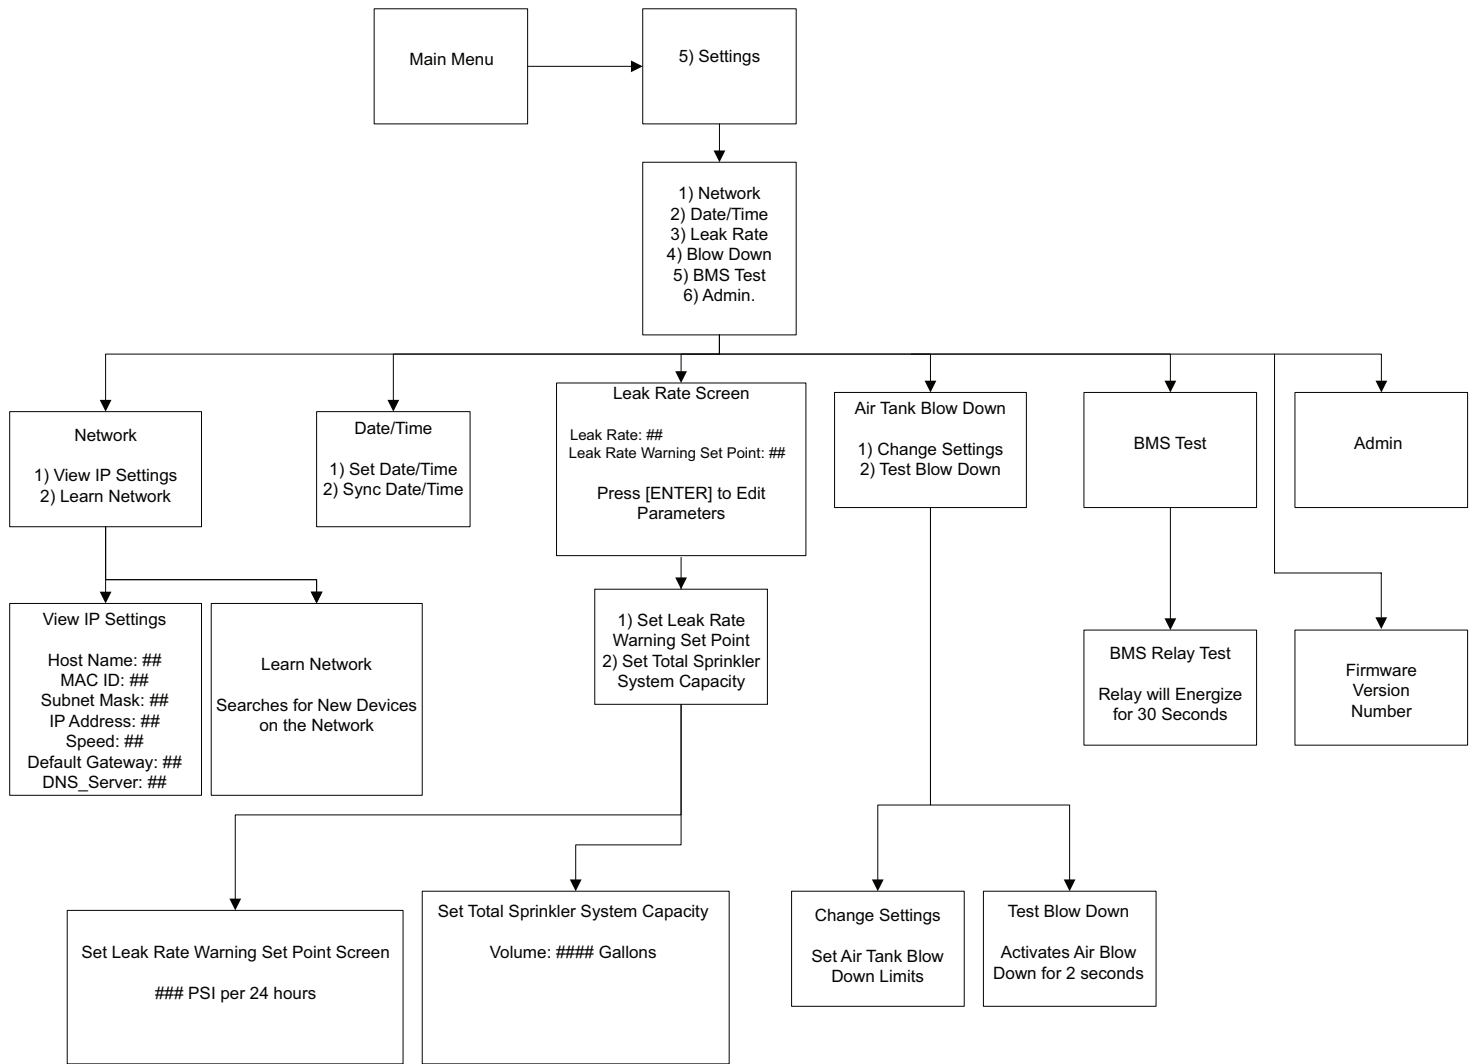 Main Menu
5) Settings
1) Network
2) Date/Time
3) Leak Rate
4) Blow Down
5) BMS Test
6) Admin.
Network
1) View IP Settings
2) Learn Network
Date/Time
1) Set Date/Time
2) Sync Date/Time
Leak Rate Screen
Leak Rate: ##
Leak Rate Warning Set Point: ##
Press [ENTER] to Edit
Parameters
Air Tank Blow Down
1) Change Settings
2) Test Blow Down
BMS Test
Admin
View IP Settings
Host Name: ##
MAC ID: ##
Subnet Mask: ##
IP Address: ##
Speed: ##
Default Gateway: ##
DNS_Server: ##
Learn Network
Searches for New Devices
on the Network
1) Set Leak Rate
Warning Set Point
2) Set Total Sprinkler
System Capacity
BMS Relay Test
Relay will Energize
for 30 Seconds
Firmware
Version
Number
Set Leak Rate Warning Set Point Screen
### PSI per 24 hours
Set Total Sprinkler System Capacity
Volume: #### Gallons
Change Settings
Set Air Tank Blow
Down Limits
Test Blow Down
Activates Air Blow
Down for 2 seconds